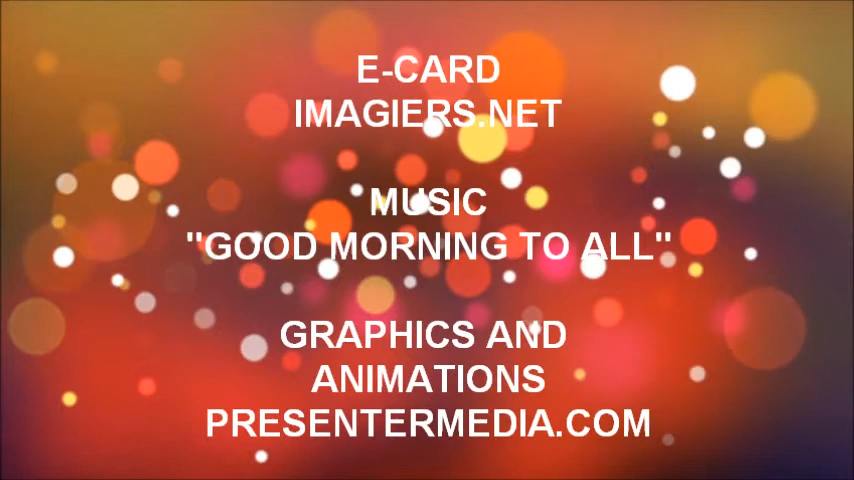 E-CARD
IMAGIERS.NET
MUSIC
"GOOD MORNING TO ALL"
GRAPHICS AND
ANIMATIONS
PRESENTERMEDIA.COM